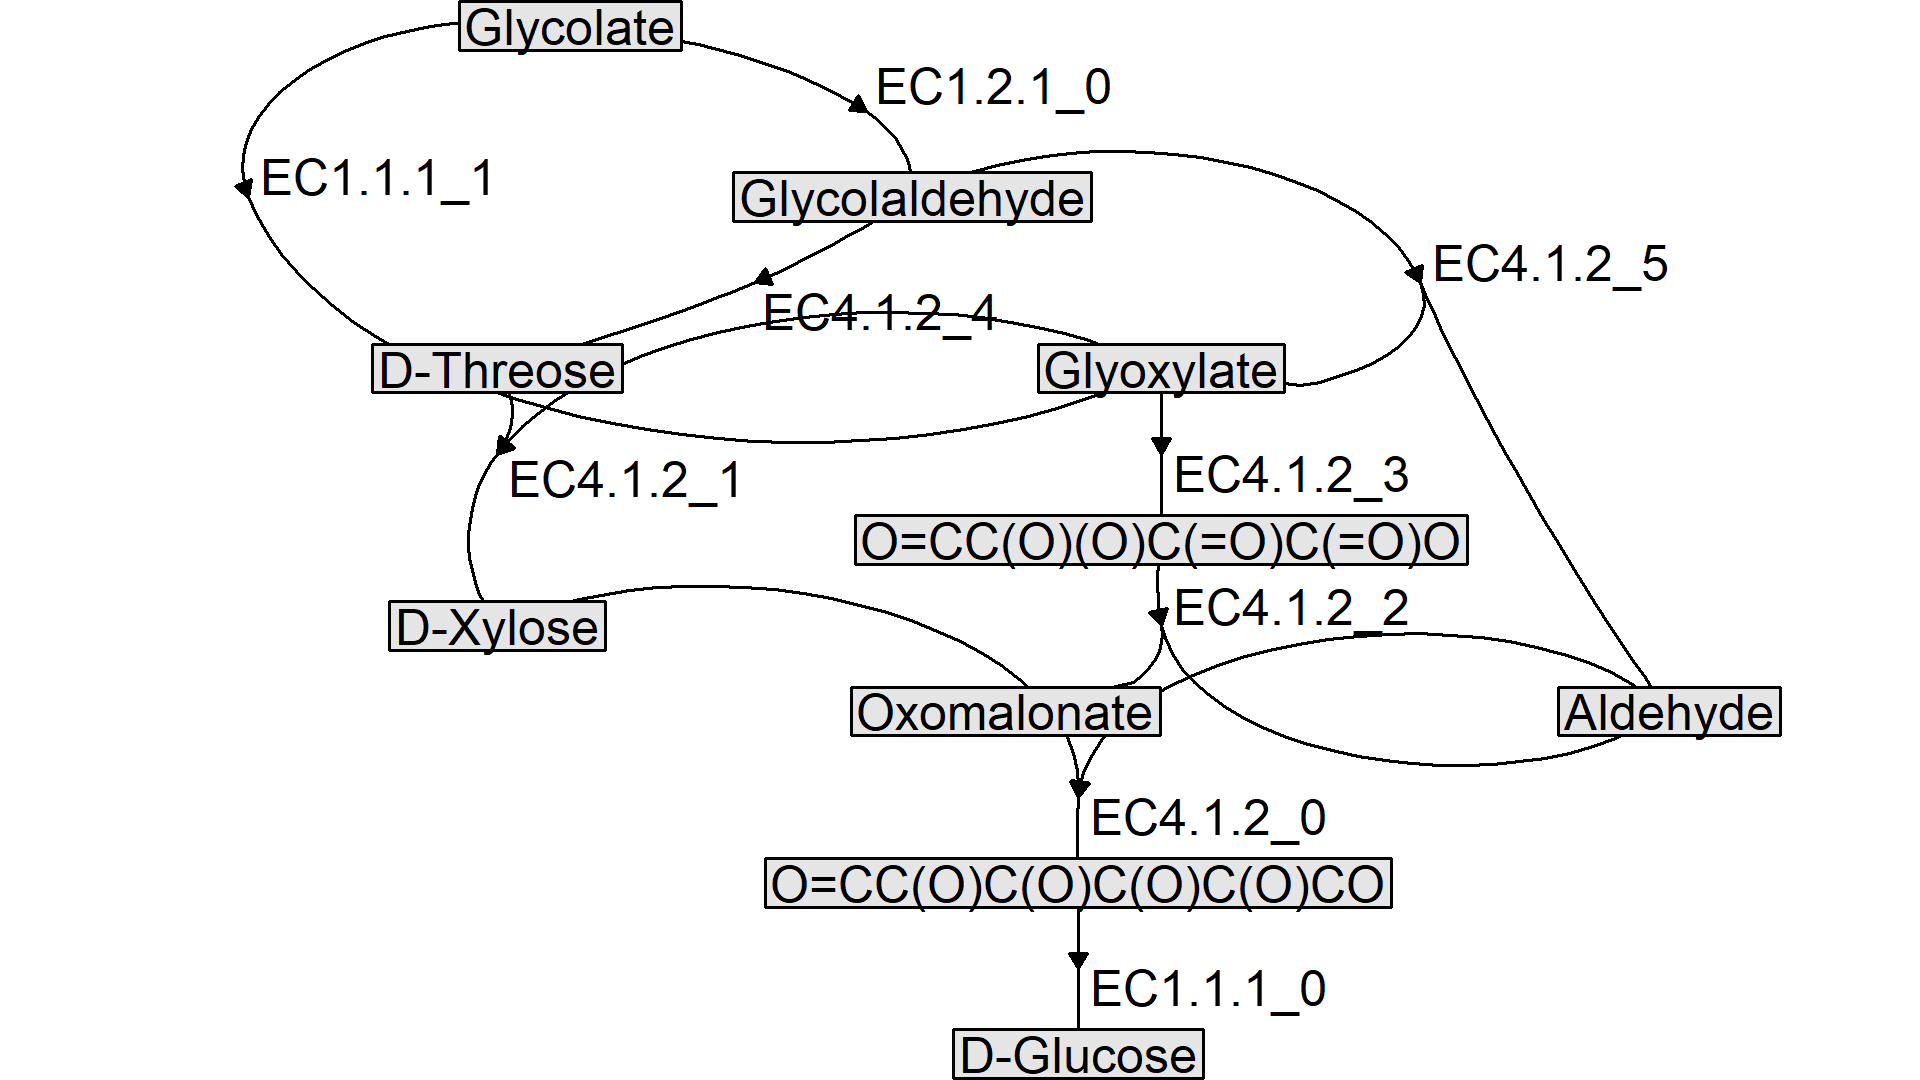 Glycolate
EC1.2.1_0
EC1.1.1_1
Glycolaldehyde
EC4.1.2_5
EC4.1.2_4
D-Threose
Glyoxylate
EC4.1.2_1
EC4.1.2_3
O=CC(O)(O)C(=O)C(=O)O
EC4.1.2_2
D-Xylose
Oxomalonate
Aldehyde
EC4.1.2_0
O=CC(O)C(O)C(O)C(O)CO
EC1.1.1_0
D-Glucose